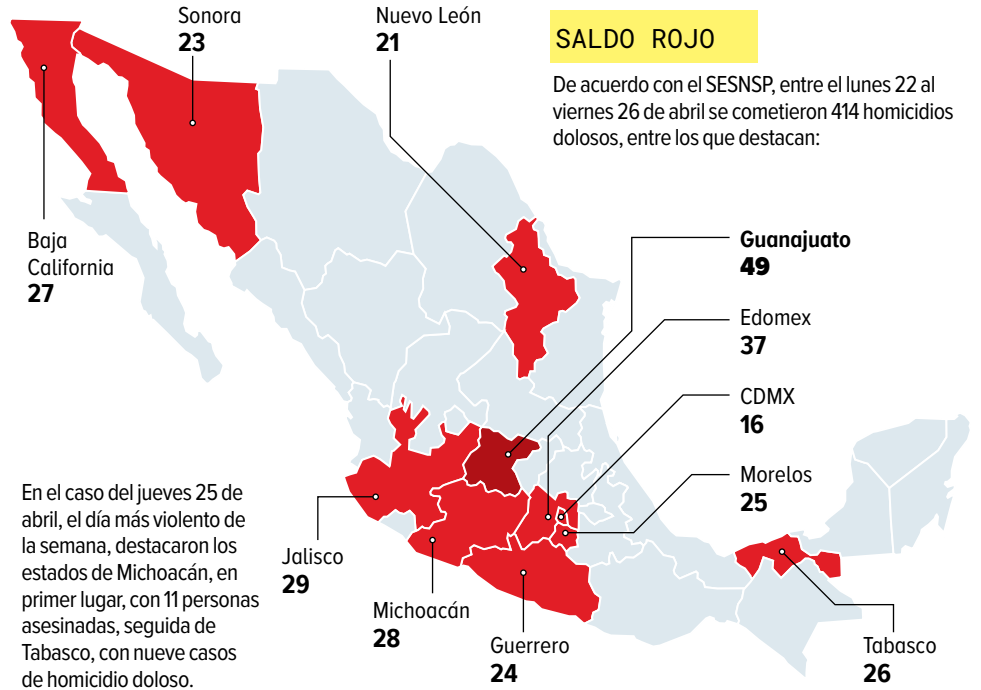 SALDO ROJO
De acuerdo con el SESNSP, entre el lunes 22 al
viernes 26 de abril se cometieron 414 homicidios
dolosos, entre los que destacan:
Sonora
23
Nuevo León
21
Baja
California
27
Guanajuato
49
Edomex
37
CDMX
16
Morelos
25
Jalisco
29
Michoacán
28
Guerrero
24
Tabasco
26
En el caso del jueves 25 de
abril, el día más violento de
la semana, destacaron los
estados de Michoacán, en
primer lugar, con 11 personas
asesinadas, seguida de
Tabasco, con nueve casos
de homicidio doloso.